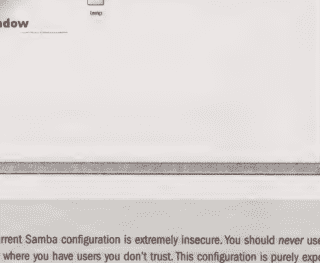 ndow
rrent Samba configuration is extremely insecure. You should never use
where you have users you don't trust. This configuration is purely expe